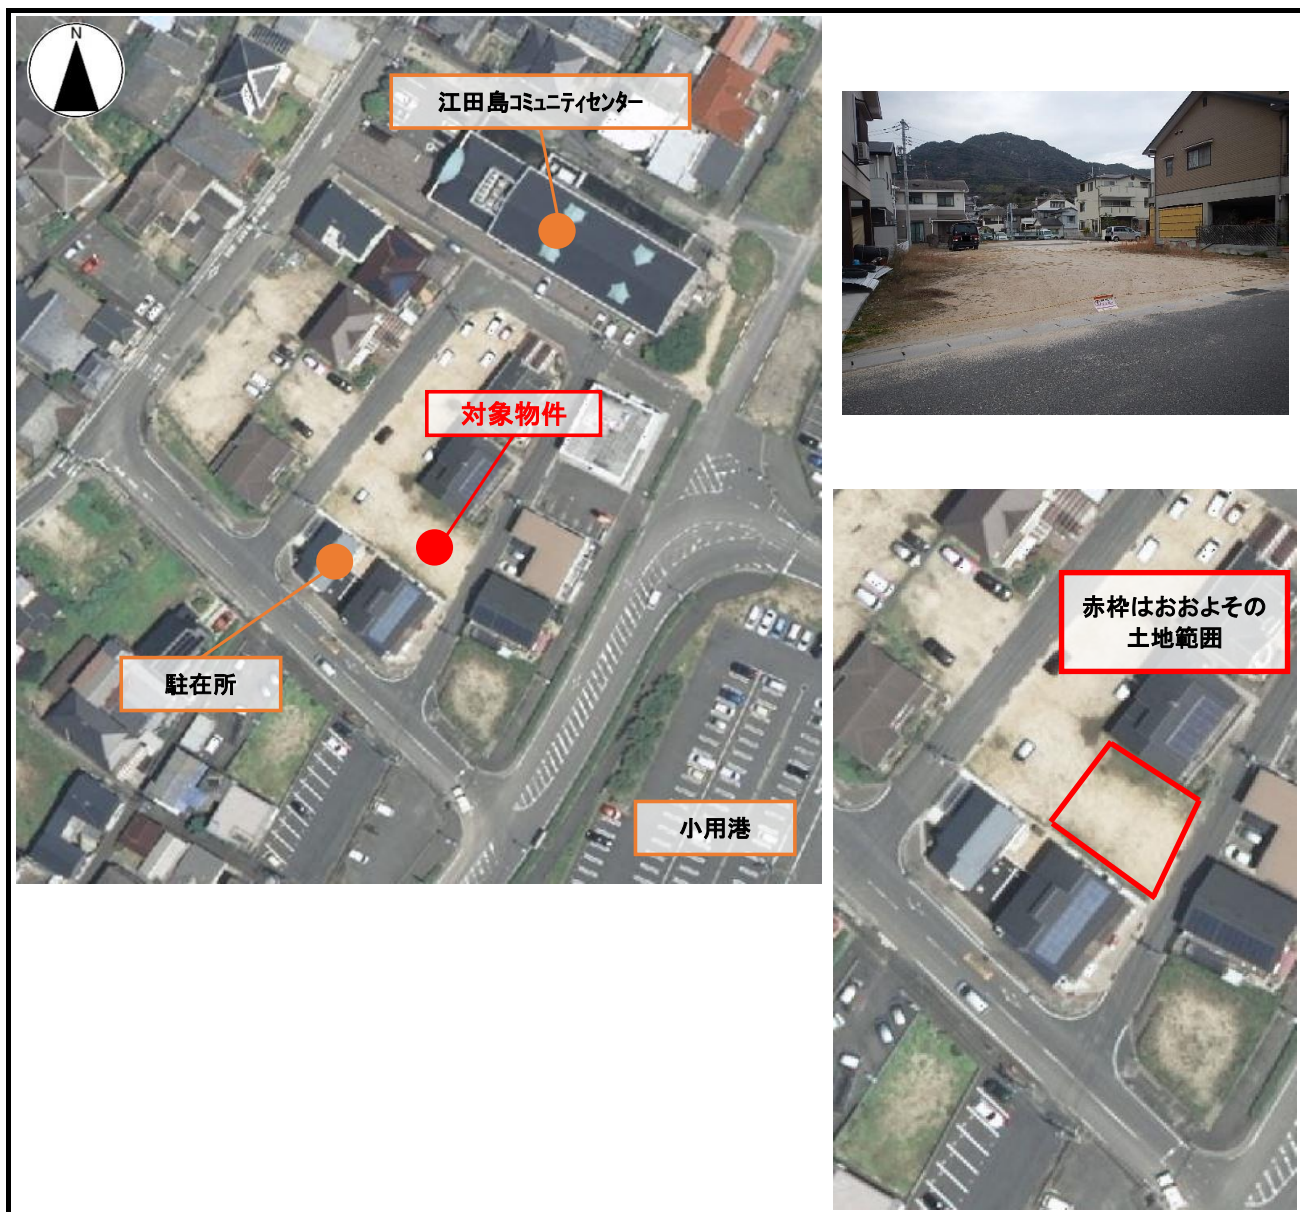 N
江田島コミュニティセンター
対象物件
駐在所
小用港
赤枠はおおよその
土地範囲